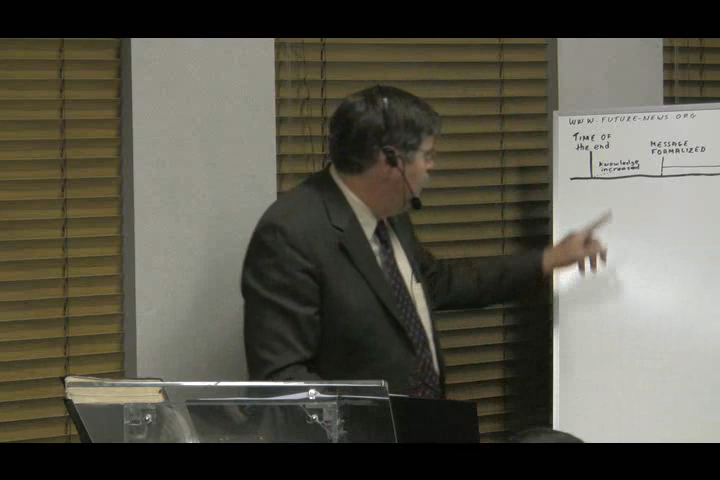 WWW.FUTURE-NEWS.ORG
TIME OF
the end
MESSAGE
FORMALIZED
Knowledge
increased